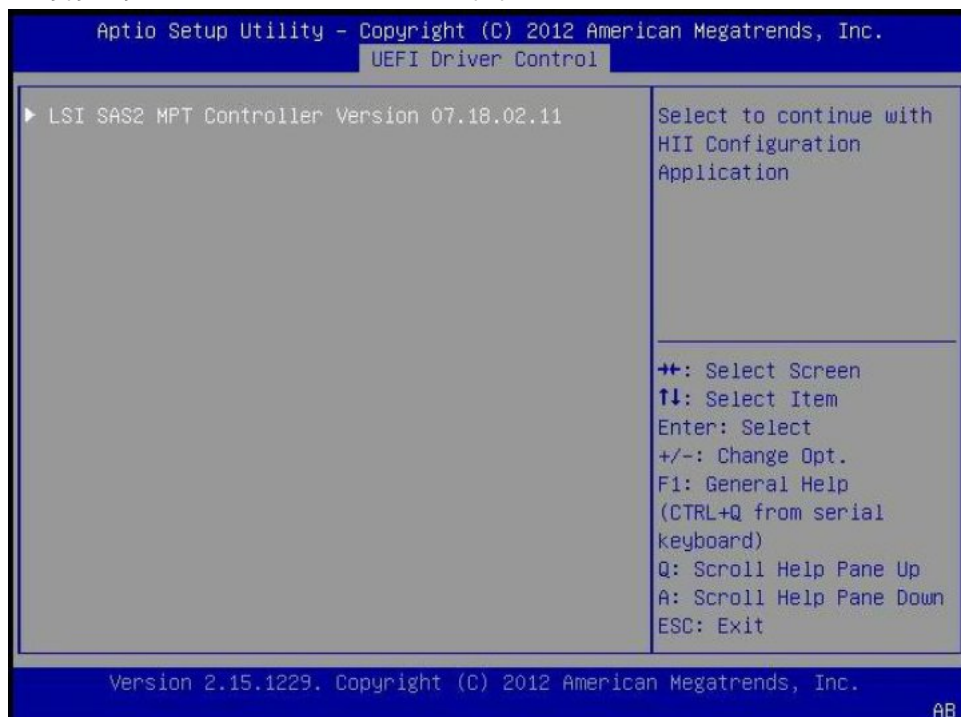 Aptio Setup Utility – Copyright (C) 2012 American Megatrends, Inc.
UEFI Driver Control
▶ LSI SAS2 MPT Controller Version 07.18.02.11
Select to continue with
HII Configuration
Application
→←: Select Screen
↑↓: Select Item
Enter: Select
+/-: Change Opt.
F1: General Help
(CTRL+Q from serial
keyboard)
Q: Scroll Help Pane Up
A: Scroll Help Pane Down
ESC: Exit
Version 2.15.1229. Copyright (C) 2012 American Megatrends, Inc.
AB